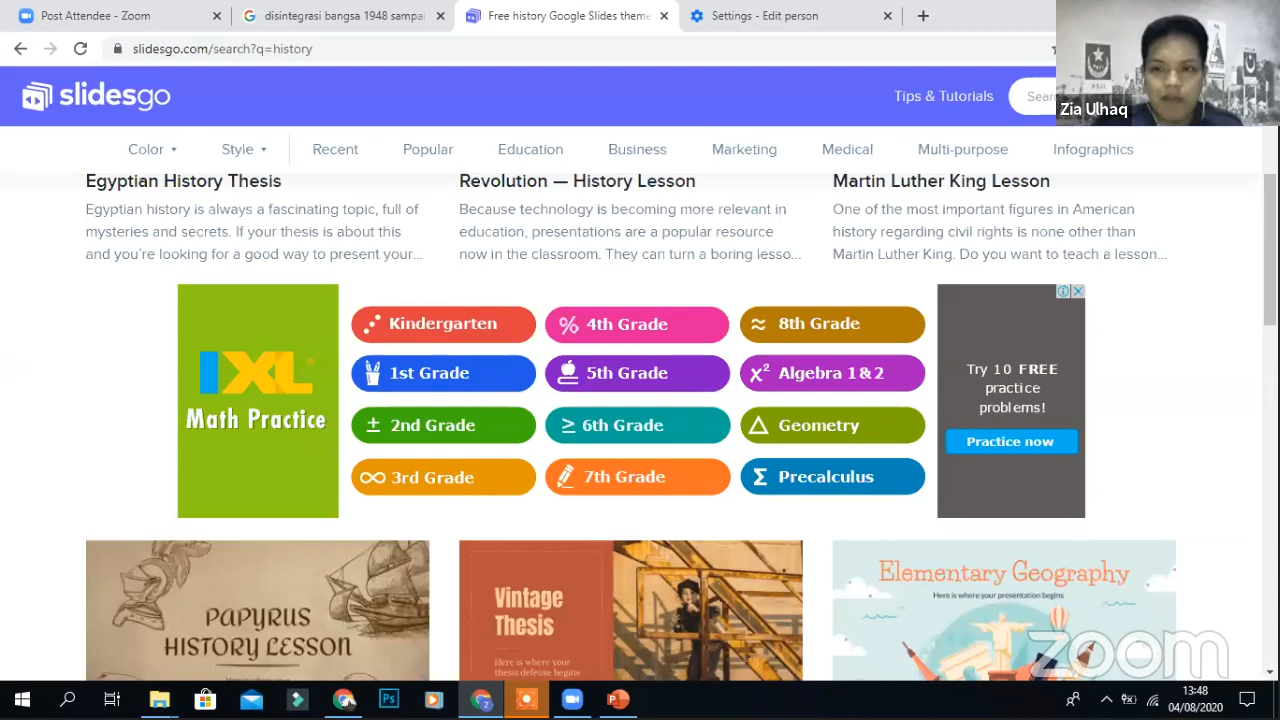 Post Attendee - Zoom
disintegrasi bangsa 1948 sampai
Free history Google Slides theme
Settings - Edit person
slidesgo.com/search?q=history
Zia Ulhaq
slidesgo
Tips & Tutorials
Sear
Color
Style
Recent
Popular
Education
Business
Marketing
Medical
Multi-purpose
Infographics
Egyptian History Thesis
Egyptian history is always a fascinating topic, full of
mysteries and secrets. If your thesis is about this
and you're looking for a good way to present your...
Revolution — History Lesson
Because technology is becoming more relevant in
education, presentations are a popular resource
now in the classroom. They can turn a boring lesso...
Martin Luther King Lesson
One of the most important figures in American
history regarding civil rights is none other than
Martin Luther King. Do you want to teach a lesson...
IXL
Math Practice
Kindergarten
% 4th Grade
≈ 8th Grade
1st Grade
5th Grade
x² Algebra 1 & 2
± 2nd Grade
≥ 6th Grade
△ Geometry
∞ 3rd Grade
7th Grade
Σ Precalculus
Try 10 FREE
practice
problems!
Practice now
PAPYRUS
HISTORY LESSON
Vintage
Thesis
Here is where your
thesis defense begins
Elementary Geography
Here is where your presentation begins
zoom
Ps
13:48
04/08/2020